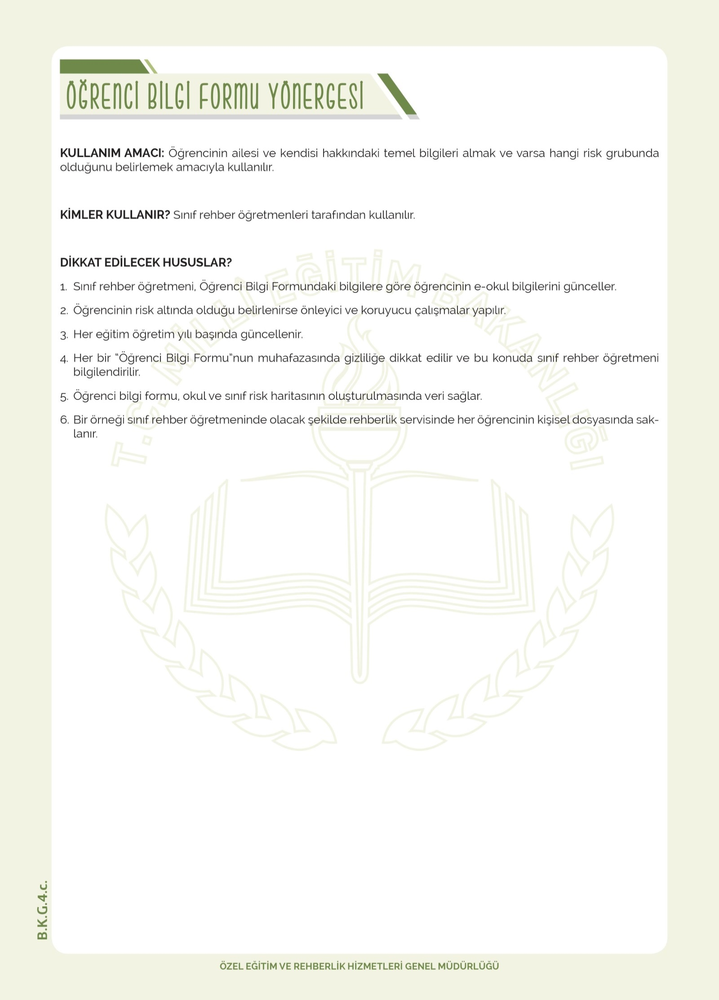 ÖĞRENCİ BİLGİ FORMU YÖNERGESİ
KULLANIM AMACI: Öğrencinin ailesi ve kendisi hakkındaki temel bilgileri almak ve varsa hangi risk grubunda
olduğunu belirlemek amacıyla kullanılır.
KİMLER KULLANIR? Sınıf rehber öğretmenleri tarafından kullanılır.
DİKKAT EDİLECEK HUSUSLAR?
1. Sınıf rehber öğretmeni, Öğrenci Bilgi Formundaki bilgilere göre öğrencinin e-okul bilgilerini günceller.
2. Öğrencinin risk altında olduğu belirlenirse önleyici ve koruyucu çalışmalar yapılır.
3. Her eğitim öğretim yılı başında güncellenir.
4. Her bir “Öğrenci Bilgi Formu”nun muhafazasında gizliliğe dikkat edilir ve bu konuda sınıf rehber öğretmeni
bilgilendirilir.
5. Öğrenci bilgi formu, okul ve sınıf risk haritasının oluşturulmasında veri sağlar.
6. Bir örneği sınıf rehber öğretmeninde olacak şekilde rehberlik servisinde her öğrencinin kişisel dosyasında sak-
lanır.
T.C. MİLLÎ EĞİTİM BAKANLIĞI
B.K.G.4.c.
ÖZEL EĞİTİM VE REHBERLİK HİZMETLERİ GENEL MÜDÜRLÜĞÜ